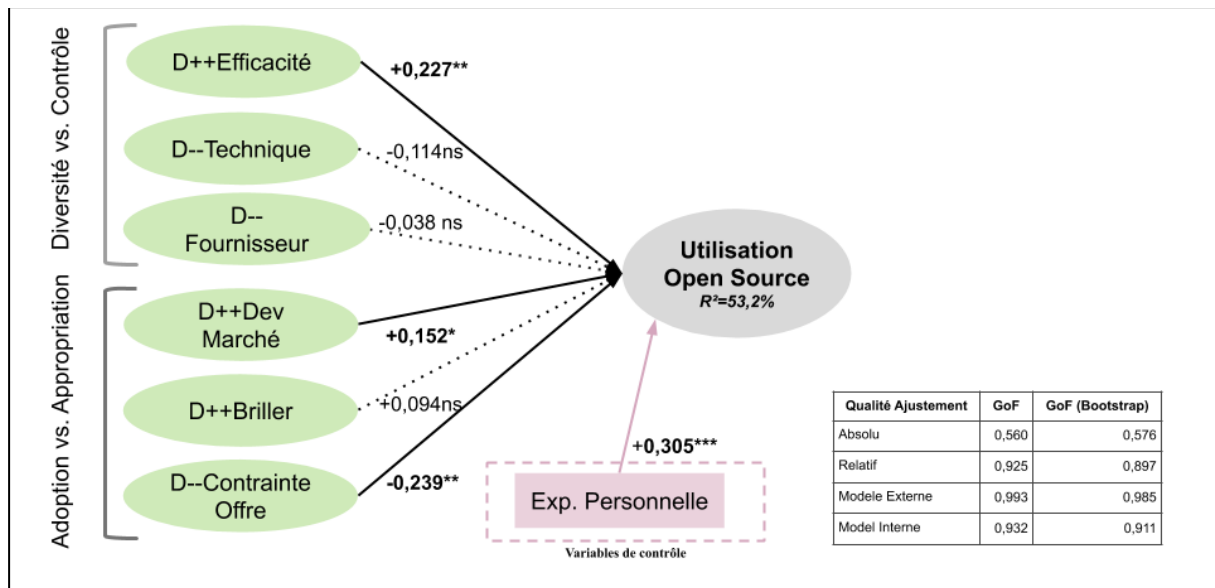 Diversité vs. Contrôle
D++Efficacité
+0,227**
D--Technique
-0,114ns
D--
Fournisseur
-0,038 ns
Adoption vs. Appropriation
D++Dev
Marché
+0,152*
D++Briller
+0,094ns
D--Contrainte
Offre
-0,239**
Utilisation
Open Source
R²=53,2%
+0,305***
Exp. Personnelle
Variables de contrôle
Qualité Ajustement GoF GoF (Bootstrap)
Absolu 0,560 0,576
Relatif 0,925 0,897
Modele Externe 0,993 0,985
Model Interne 0,932 0,911